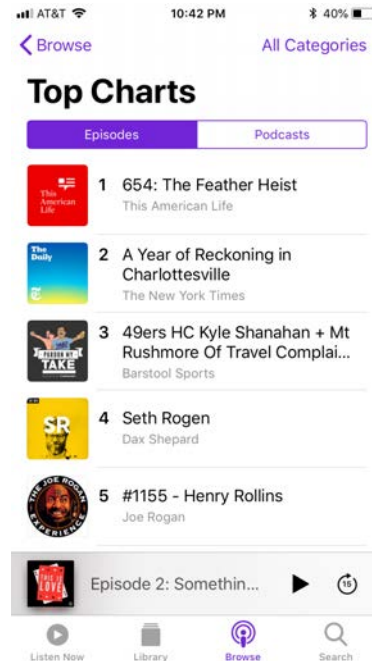 AT&T 10:42 PM 40%
Browse All Categories
Top Charts
Episodes Podcasts
This
American
Life
1 654: The Feather Heist
This American Life
The
Daily
2 A Year of Reckoning in
Charlottesville
The New York Times
PARDON MY
TAKE
3 49ers HC Kyle Shanahan + Mt
Rushmore Of Travel Complai...
Barstool Sports
SR
4 Seth Rogen
Dax Shepard
THE JOE ROGAN
EXPERIENCE
5 #1155 - Henry Rollins
Joe Rogan
THIS IS
LOVE
Episode 2: Somethin... 15
Listen Now Library Browse Search